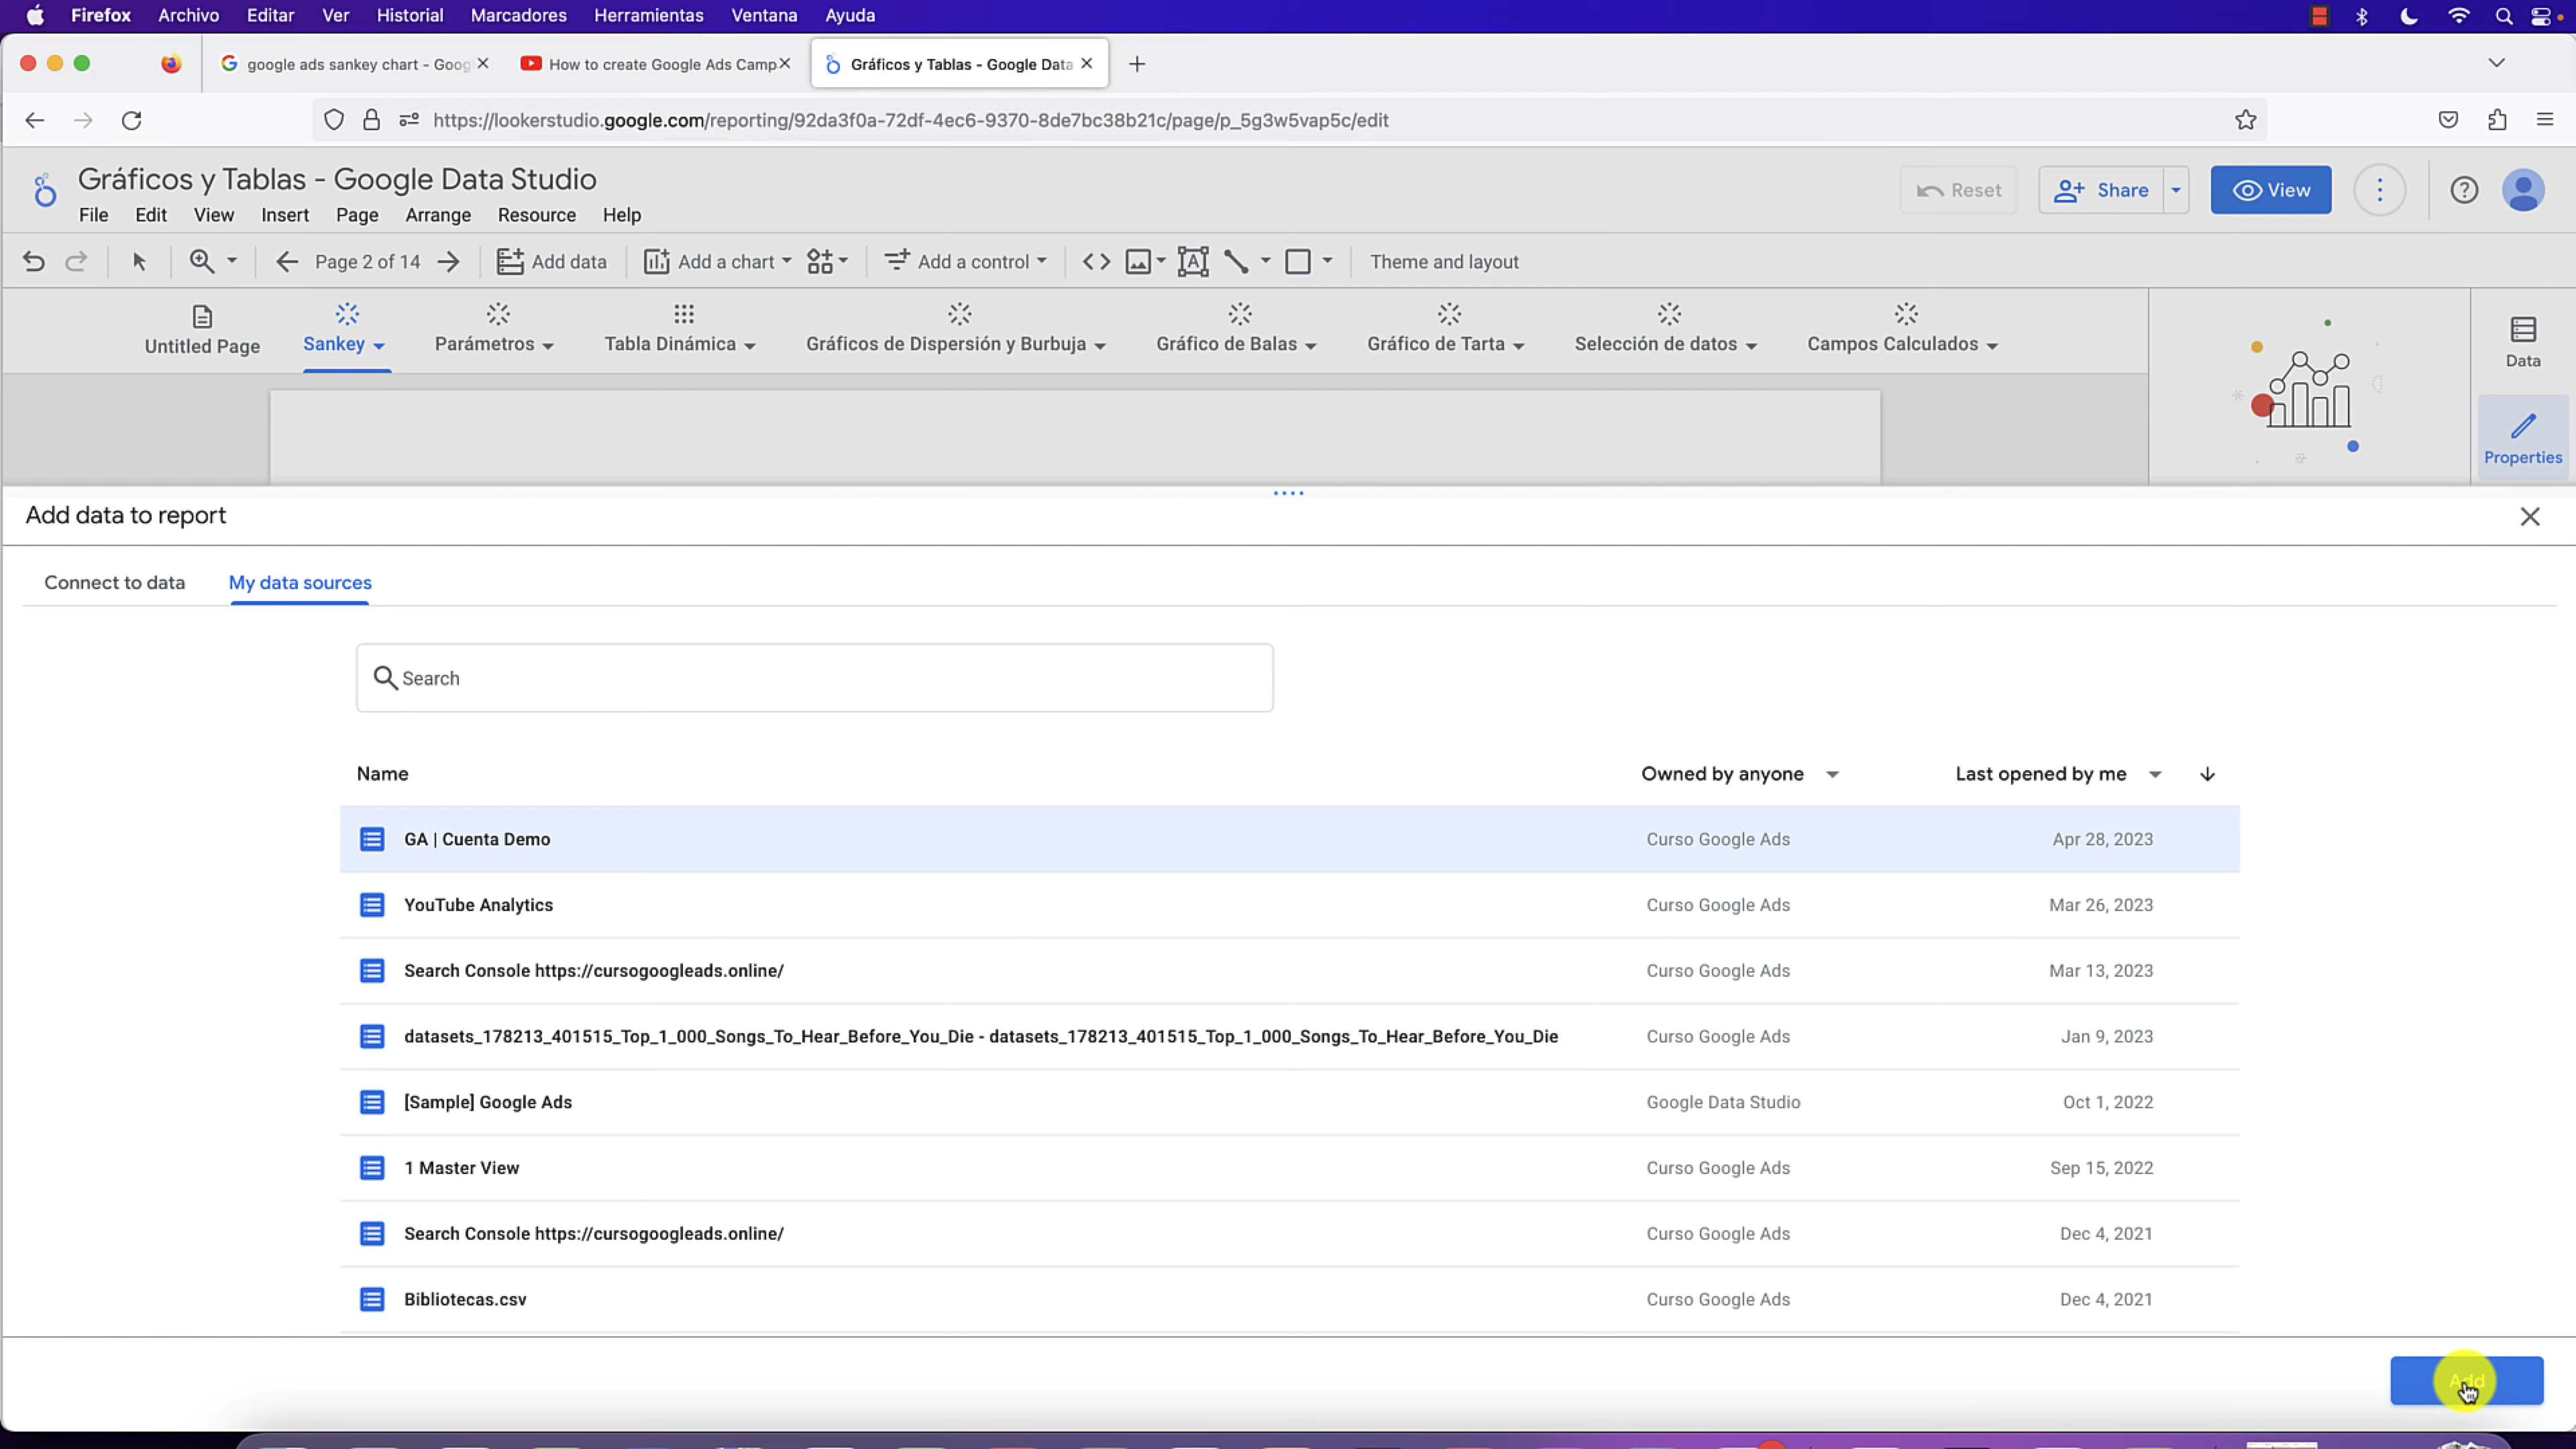 Firefox Archivo Editar Ver Historial Marcadores Herramientas Ventana Ayuda
google ads sankey chart - Goog
How to create Google Ads Camp
Gráficos y Tablas - Google Data
https://lookerstudio.google.com/reporting/92da3f0a-72df-4ec6-9370-8de7bc38b21c/page/p_5g3w5vap5c/edit
Gráficos y Tablas - Google Data Studio
File Edit View Insert Page Arrange Resource Help
Reset Share View
Page 2 of 14 Add data Add a chart Add a control Theme and layout
Untitled Page Sankey Parámetros Tabla Dinámica Gráficos de Dispersión y Burbuja Gráfico de Balas Gráfico de Tarta Selección de datos Campos Calculados
Data
Properties
Add data to report
Connect to data My data sources
Search
Name Owned by anyone Last opened by me
GA | Cuenta Demo Curso Google Ads Apr 28, 2023
YouTube Analytics Curso Google Ads Mar 26, 2023
Search Console https://cursogoogleads.online/ Curso Google Ads Mar 13, 2023
datasets_178213_401515_Top_1_000_Songs_To_Hear_Before_You_Die - datasets_178213_401515_Top_1_000_Songs_To_Hear_Before_You_Die Curso Google Ads Jan 9, 2023
[Sample] Google Ads Google Data Studio Oct 1, 2022
1 Master View Curso Google Ads Sep 15, 2022
Search Console https://cursogoogleads.online/ Curso Google Ads Dec 4, 2021
Bibliotecas.csv Curso Google Ads Dec 4, 2021
Add